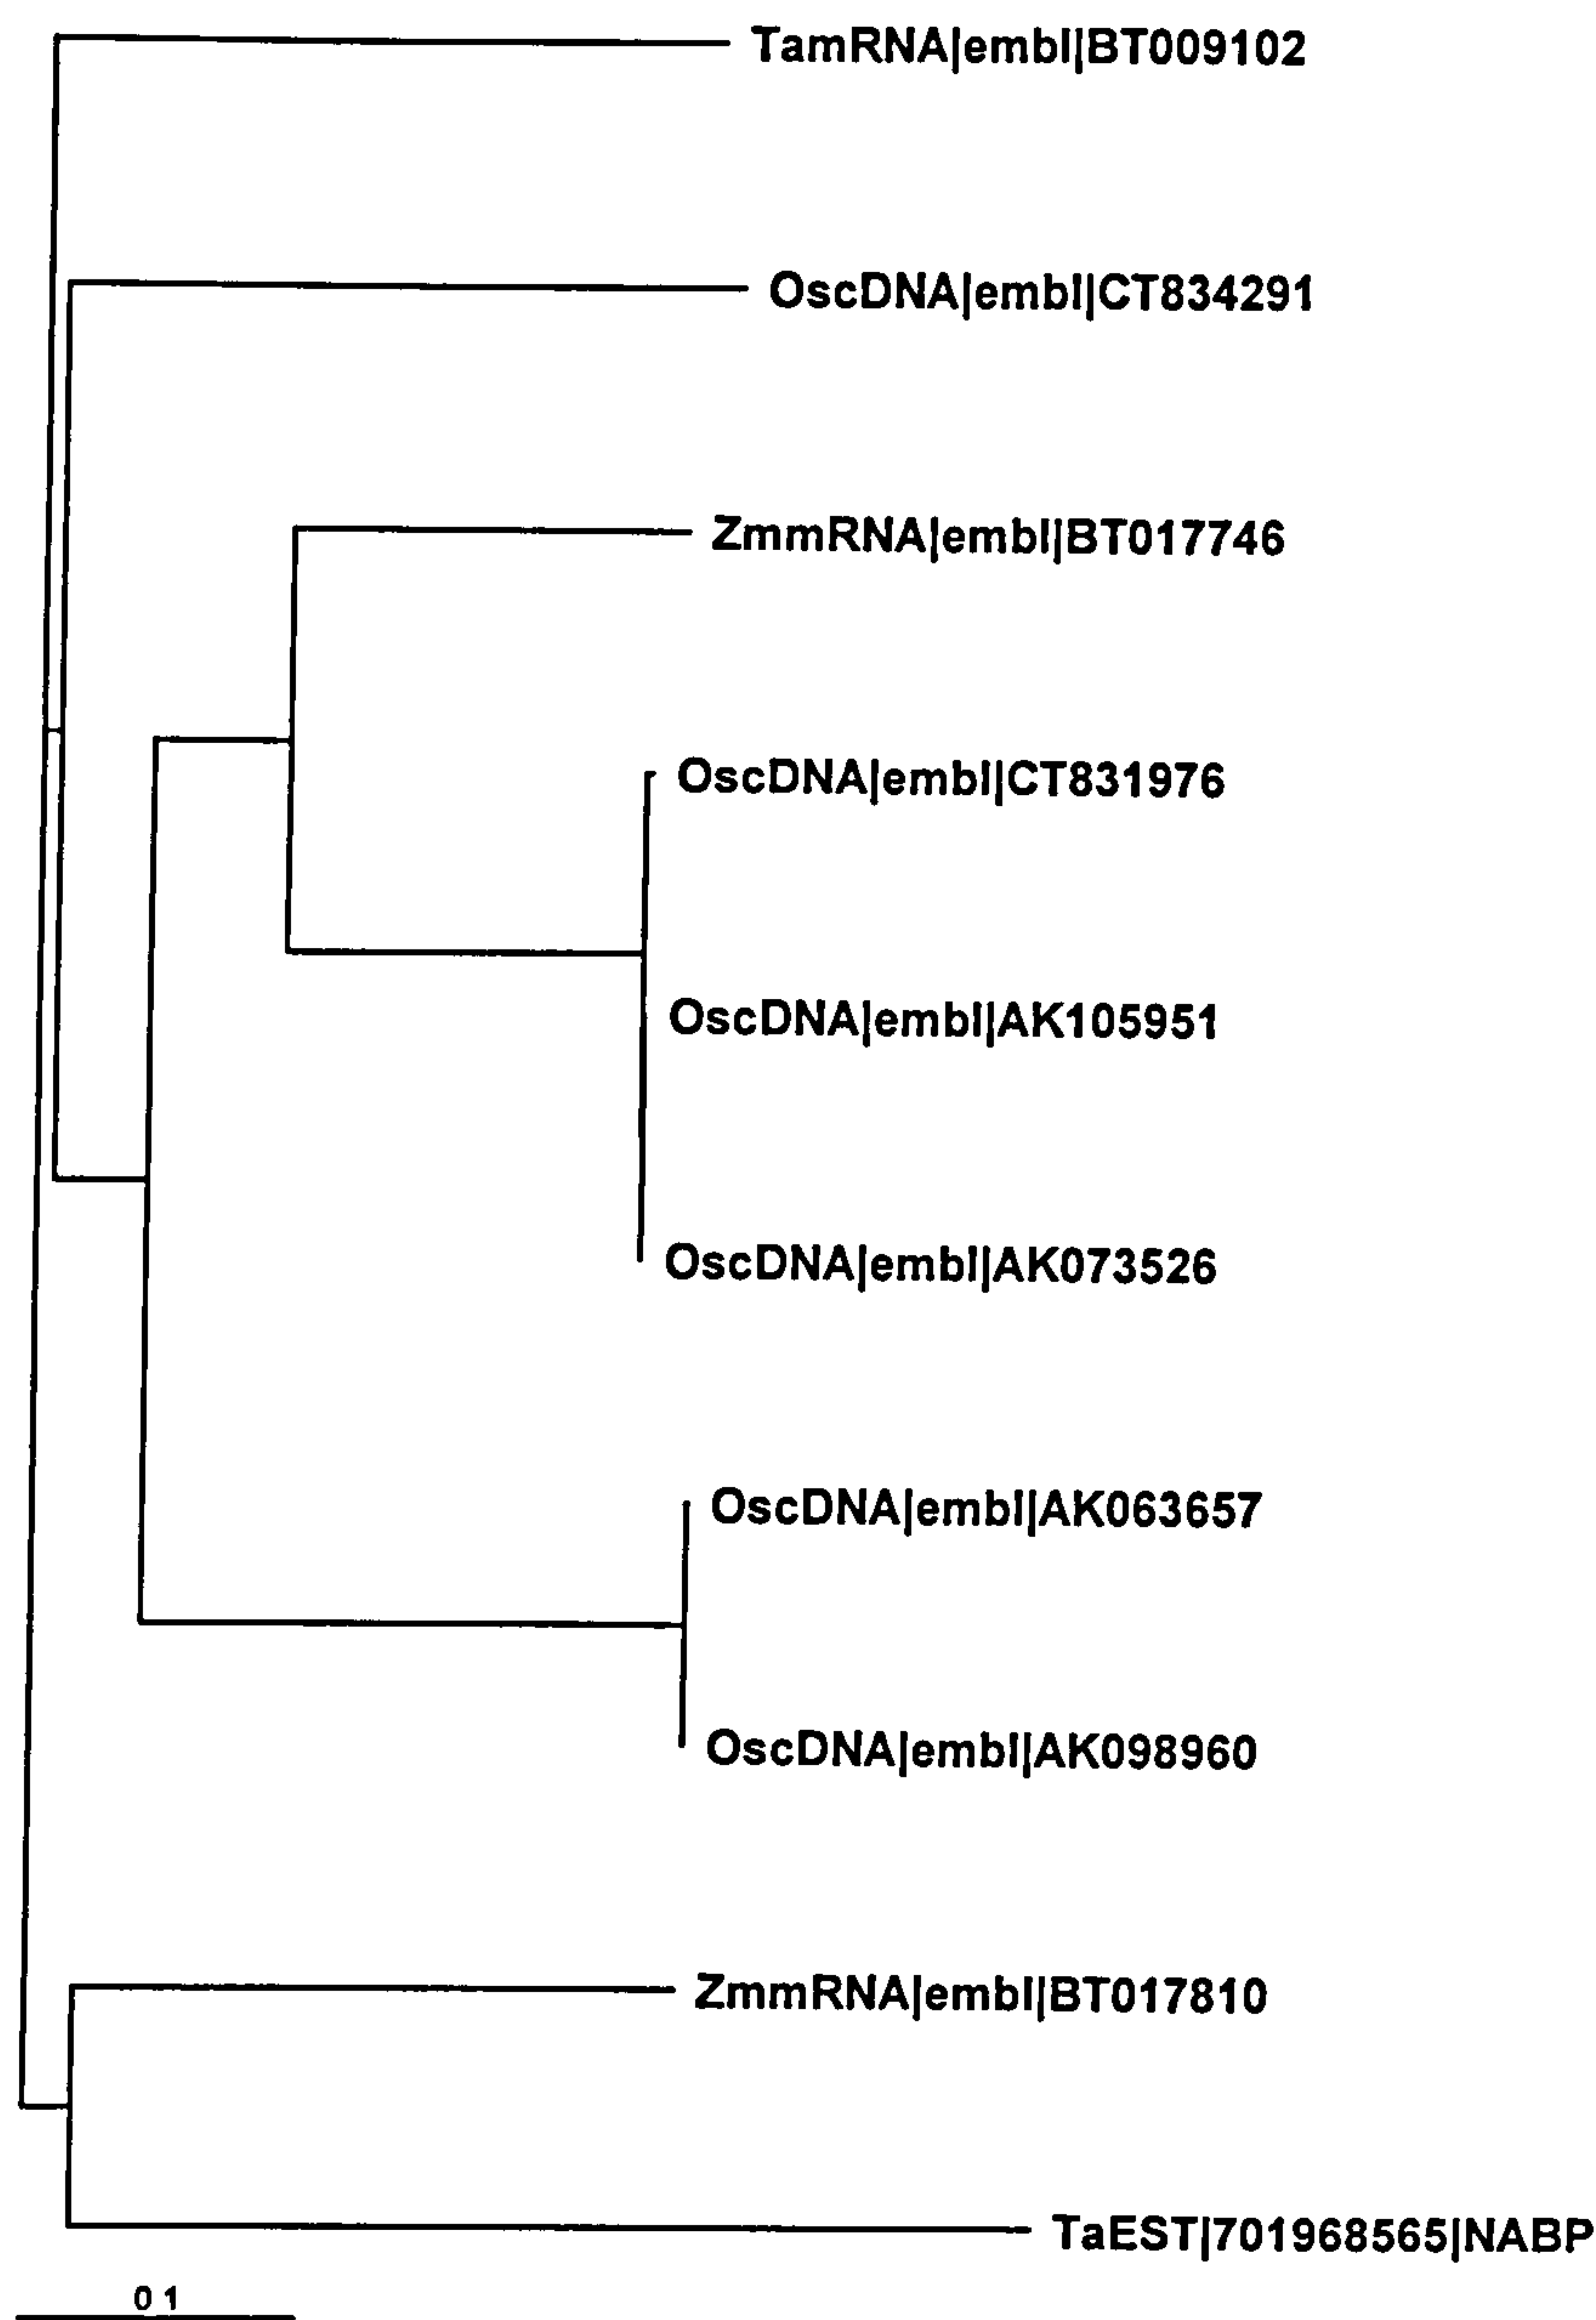 TamRNA|embl|BT009102
OscDNA|embl|CT834291
ZmmRNA|embl|BT017746
OscDNA|embl|CT831976
OscDNA|embl|AK105951
OscDNA|embl|AK073526
OscDNA|embl|AK063657
OscDNA|embl|AK098960
ZmmRNA|embl|BT017810
TaEST|701968565|NABP
0 1